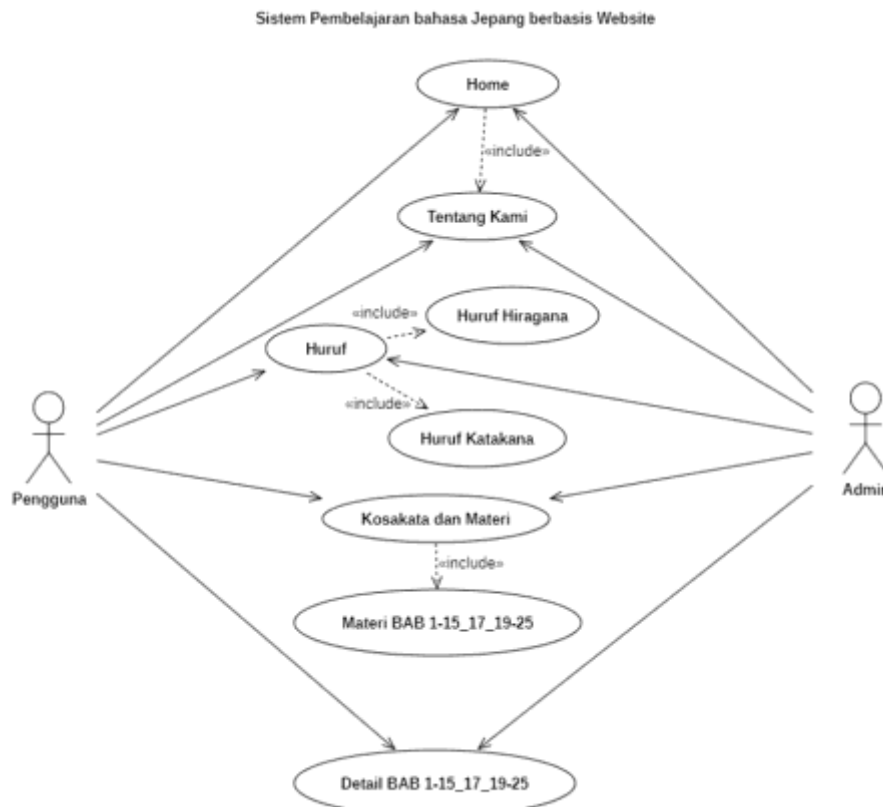 Sistem Pembelajaran bahasa Jepang berbasis Website
Home
«include»
Tentang Kami
«include»
Huruf Hiragana
Huruf
«include»
Huruf Katakana
Pengguna
Admin
Kosakata dan Materi
«include»
Materi BAB 1-15_17_19-25
Detail BAB 1-15_17_19-25